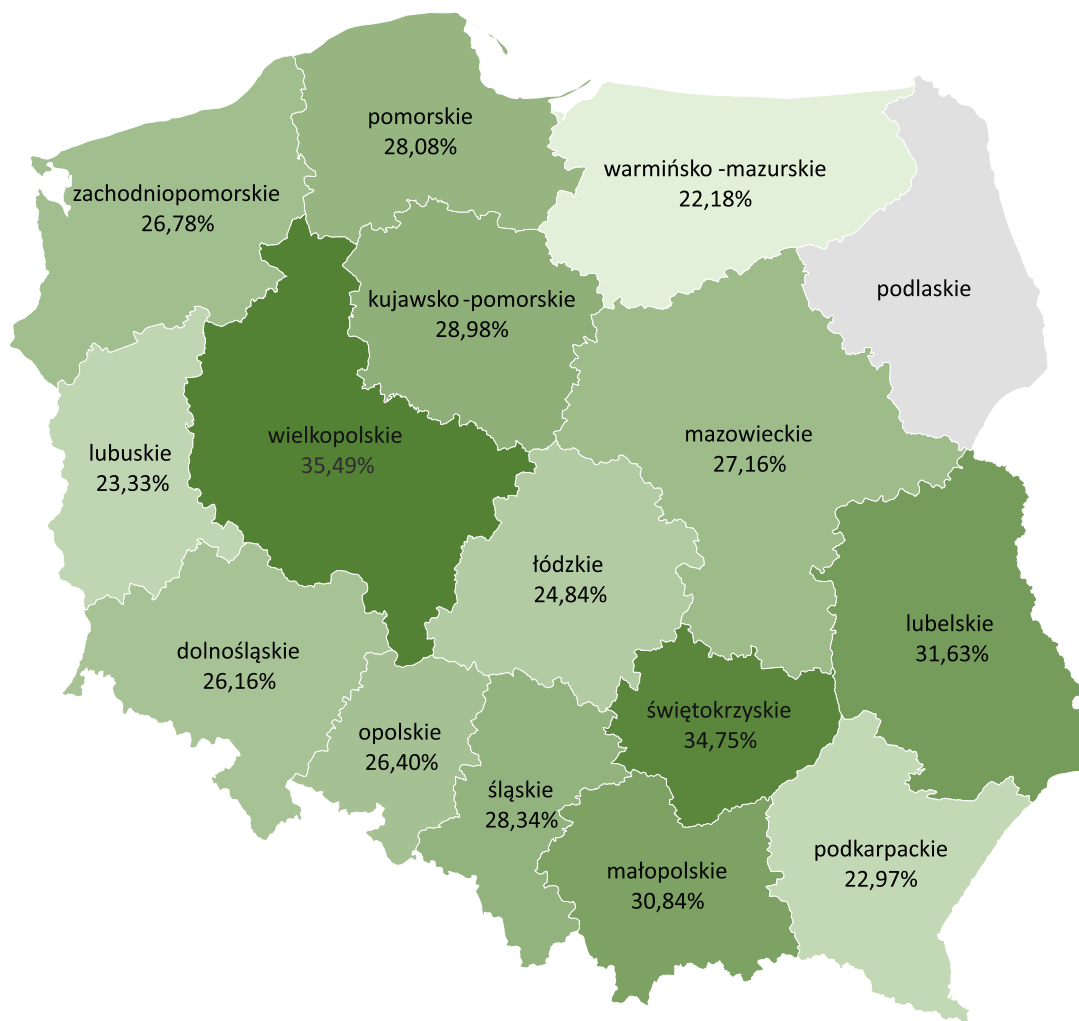 pomorskie
28,08%
warmińsko -mazurskie
22,18%
zachodniopomorskie
26,78%
podlaskie
kujawsko -pomorskie
28,98%
wielkopolskie
35,49%
mazowieckie
27,16%
lubuskie
23,33%
łódzkie
24,84%
lubelskie
31,63%
dolnośląskie
26,16%
świętokrzyskie
34,75%
opolskie
26,40%
śląskie
28,34%
podkarpackie
22,97%
małopolskie
30,84%